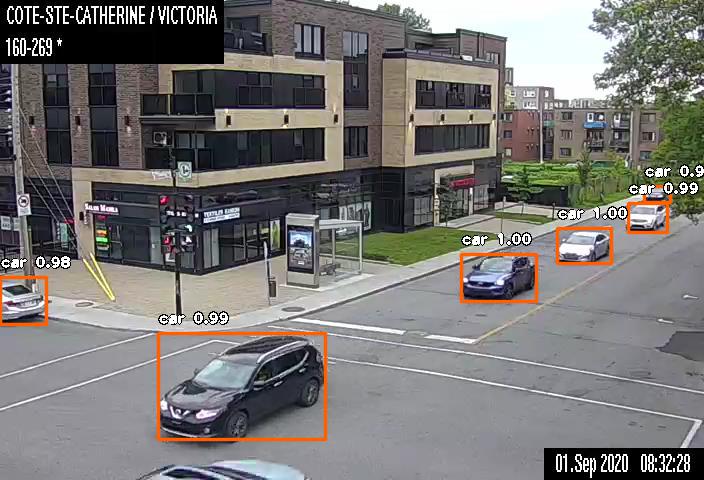 COTE-STE-CATHERINE / VICTORIA
160-269 *
car 0.9
car 0.99
car 1.00
car 1.00
car 0.98
car 0.99
01.Sep 2020 08:32:28